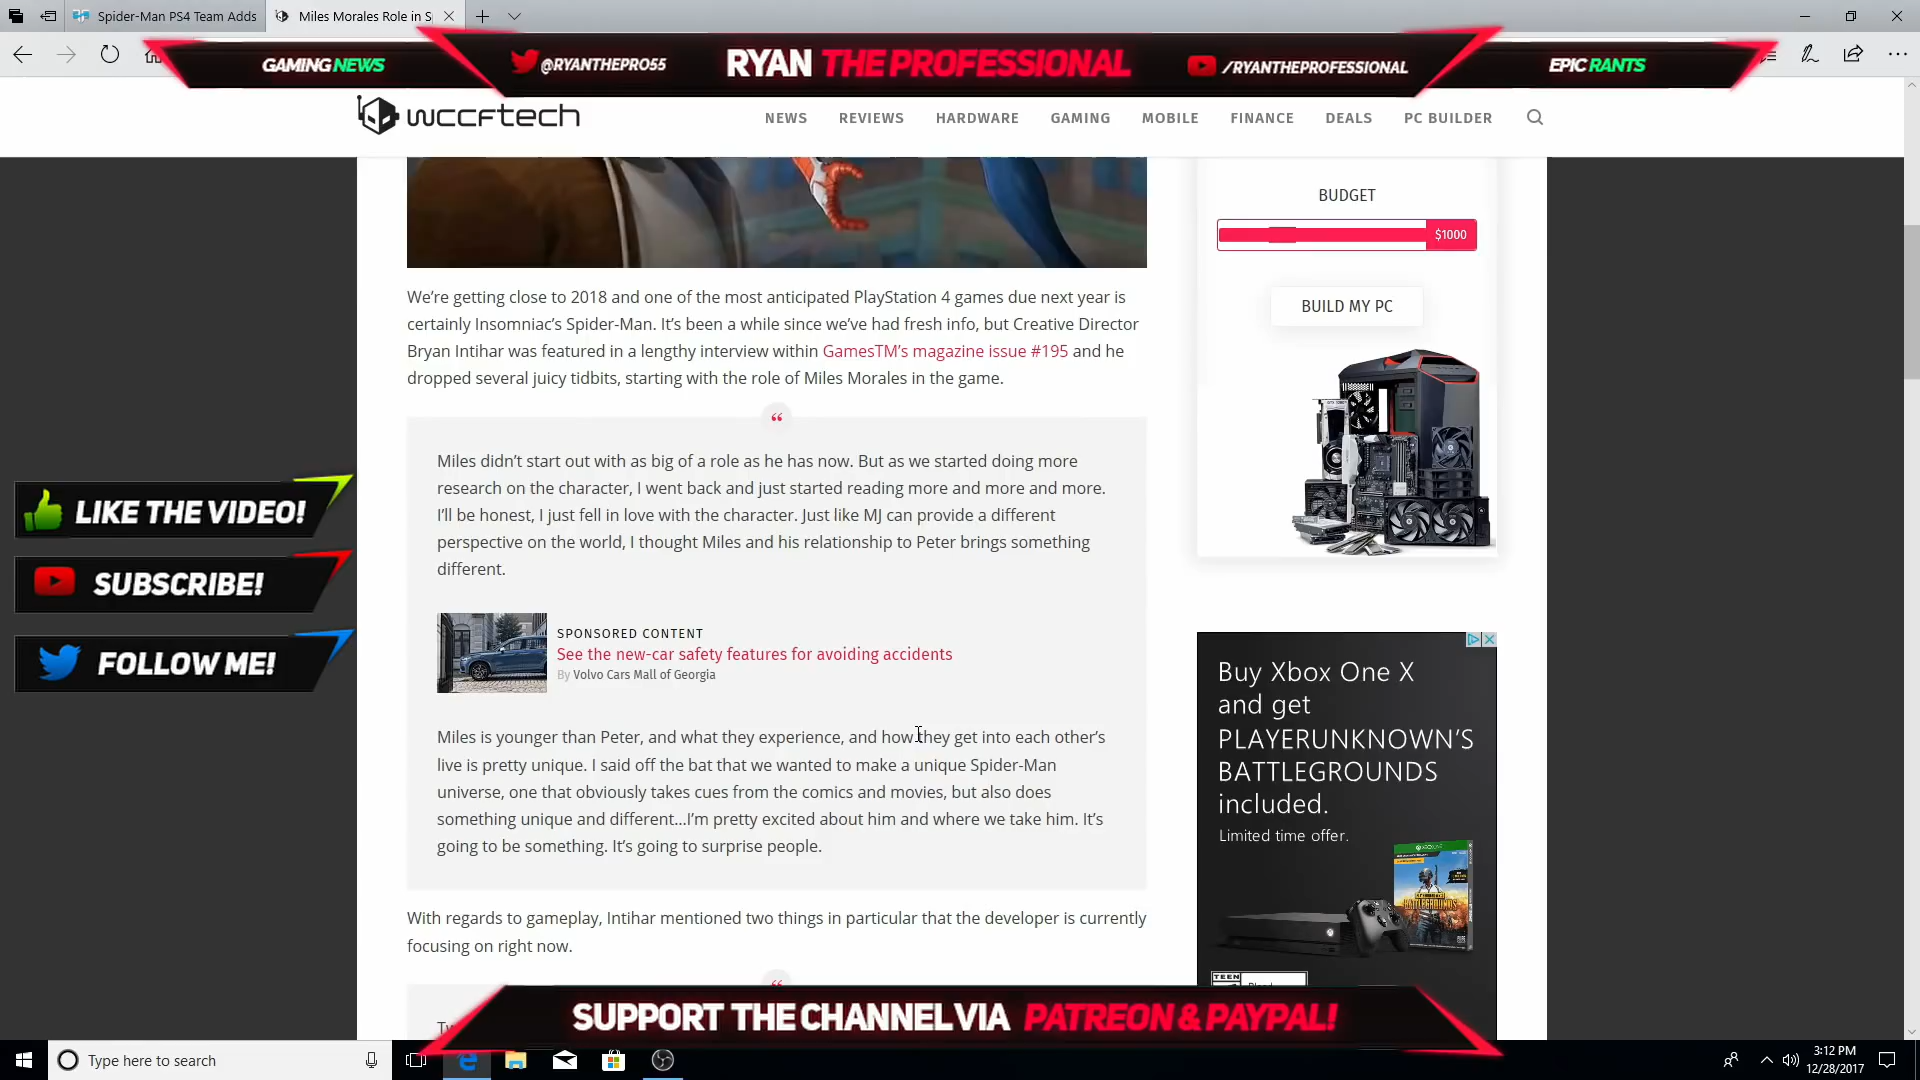 Spider-Man PS4 Team Adds
Miles Morales Role in S
GAMING NEWS
@RYANTHEPRO55
RYAN THE PROFESSIONAL
/RYANTHEPROFESSIONAL
EPIC RANTS
wccftech
NEWS
REVIEWS
HARDWARE
GAMING
MOBILE
FINANCE
DEALS
PC BUILDER
BUDGET
$1000
BUILD MY PC
We’re getting close to 2018 and one of the most anticipated PlayStation 4 games due next year is
certainly Insomniac’s Spider-Man. It’s been a while since we’ve had fresh info, but Creative Director
Bryan Intihar was featured in a lengthy interview within GamesTM’s magazine issue #195 and he
dropped several juicy tidbits, starting with the role of Miles Morales in the game.
“
Miles didn’t start out with as big of a role as he has now. But as we started doing more
research on the character, I went back and just started reading more and more and more.
I’ll be honest, I just fell in love with the character. Just like MJ can provide a different
perspective on the world, I thought Miles and his relationship to Peter brings something
different.
SPONSORED CONTENT
See the new-car safety features for avoiding accidents
By Volvo Cars Mall of Georgia
Miles is younger than Peter, and what they experience, and how they get into each other’s
live is pretty unique. I said off the bat that we wanted to make a unique Spider-Man
universe, one that obviously takes cues from the comics and movies, but also does
something unique and different…I’m pretty excited about him and where we take him. It’s
going to be something. It’s going to surprise people.
With regards to gameplay, Intihar mentioned two things in particular that the developer is currently
focusing on right now.
“
LIKE THE VIDEO!
SUBSCRIBE!
FOLLOW ME!
Buy Xbox One X
and get
PLAYERUNKNOWN’S
BATTLEGROUNDS
included.
Limited time offer.
TEEN
SUPPORT THE CHANNEL VIA PATREON & PAYPAL!
Type here to search
3:12 PM
12/28/2017